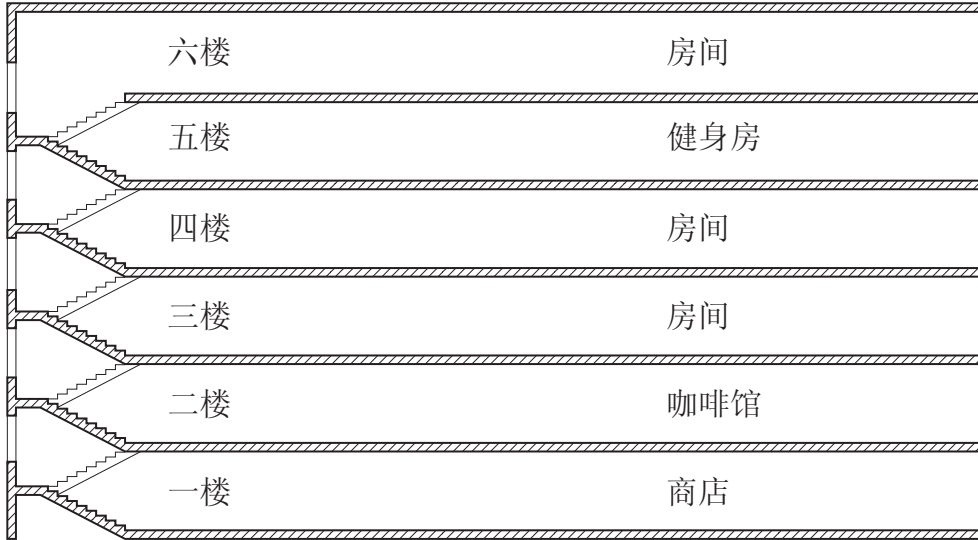 六楼 房间
五楼 健身房
四楼 房间
三楼 房间
二楼 咖啡馆
一楼 商店